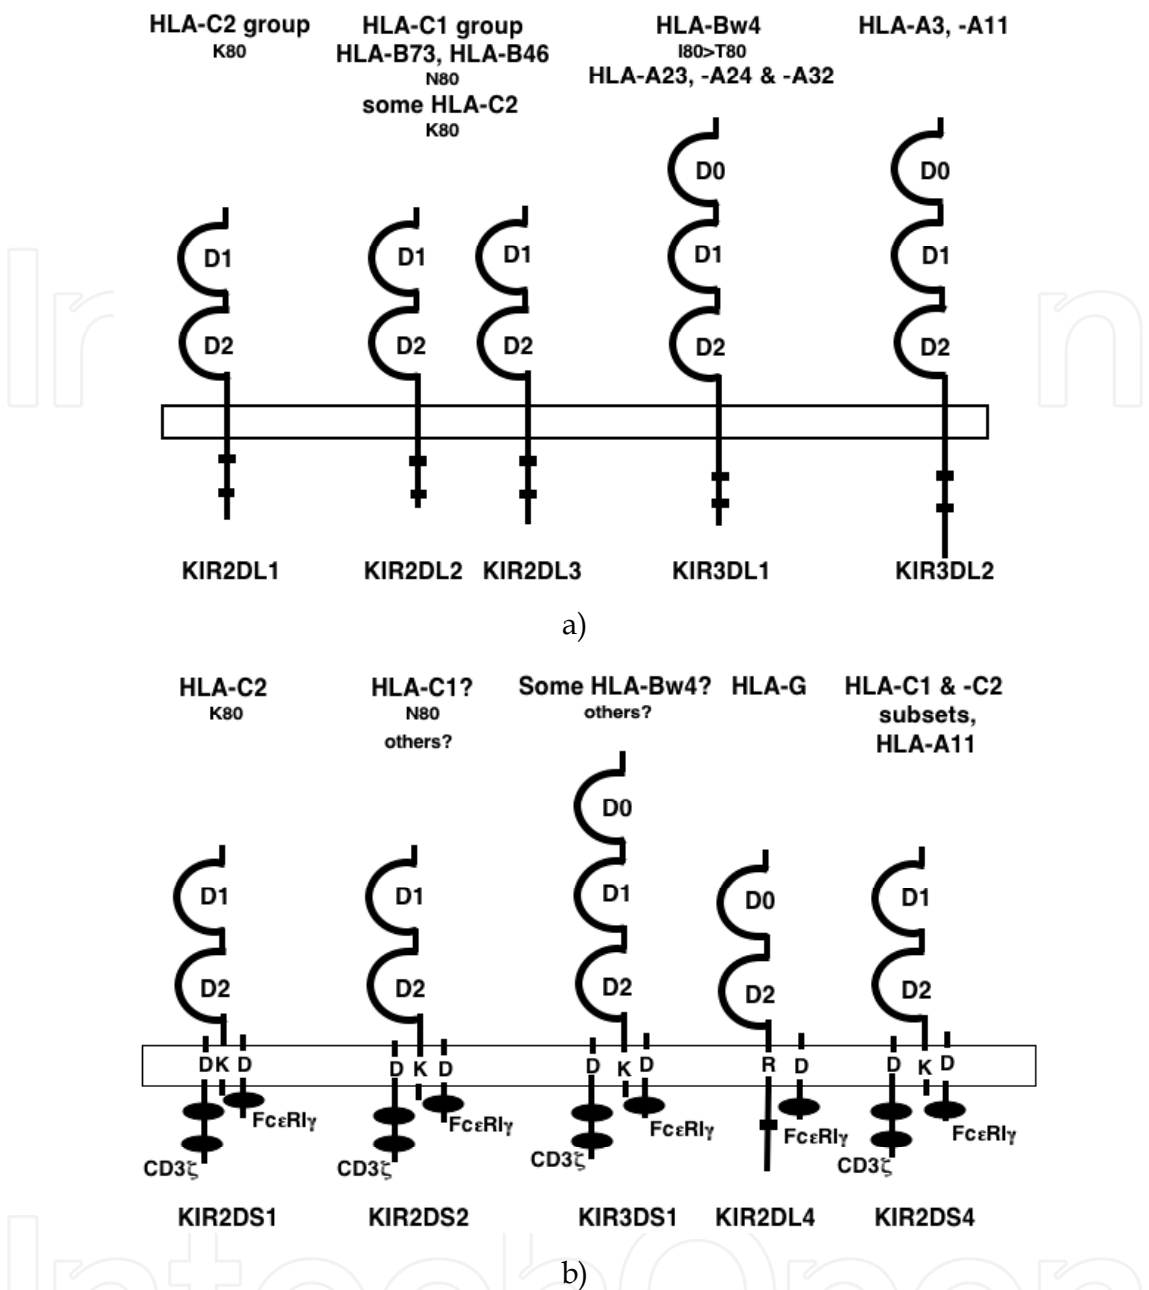 HLA-C2 group
K80
HLA-C1 group
HLA-B73, HLA-B46
N80
some HLA-C2
K80
HLA-Bw4
I80>T80
HLA-A23, -A24 & -A32
HLA-A3, -A11
D0 D0
D1 D1 D1 D1 D1
D2 D2 D2 D2 D2
KIR2DL1 KIR2DL2 KIR2DL3 KIR3DL1 KIR3DL2
a)
HLA-C2
K80
HLA-C1?
N80
others?
Some HLA-Bw4?
others?
HLA-G
HLA-C1 & -C2
subsets,
HLA-A11
D0
D1 D1 D1 D0 D1
D2 D2 D2 D2 D2
D K D D K D D K D R D D K D
FcεRIγ FcεRIγ FcεRIγ FcεRIγ FcεRIγ
CD3ζ CD3ζ CD3ζ CD3ζ
KIR2DS1 KIR2DS2 KIR3DS1 KIR2DL4 KIR2DS4
b)